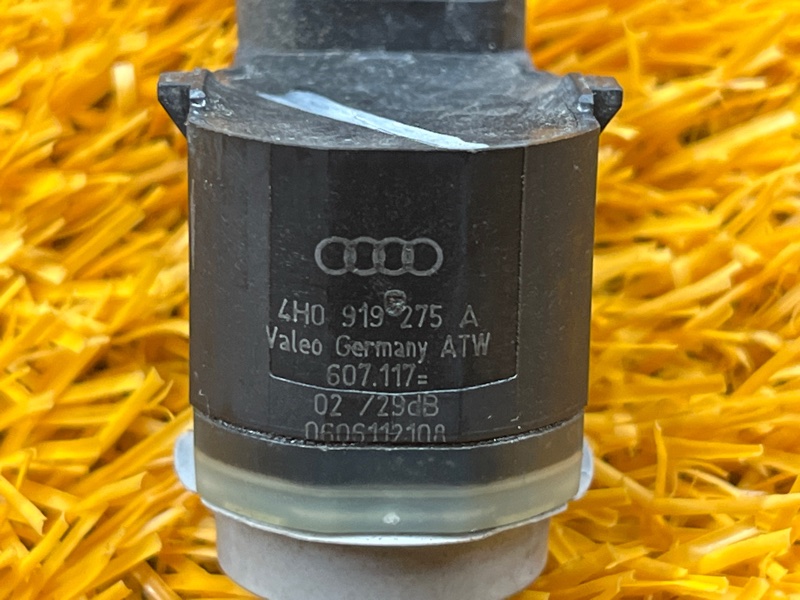 4H0 919 275 A
Valeo Germany ATW
607.117=
02 /29dB
0606112108